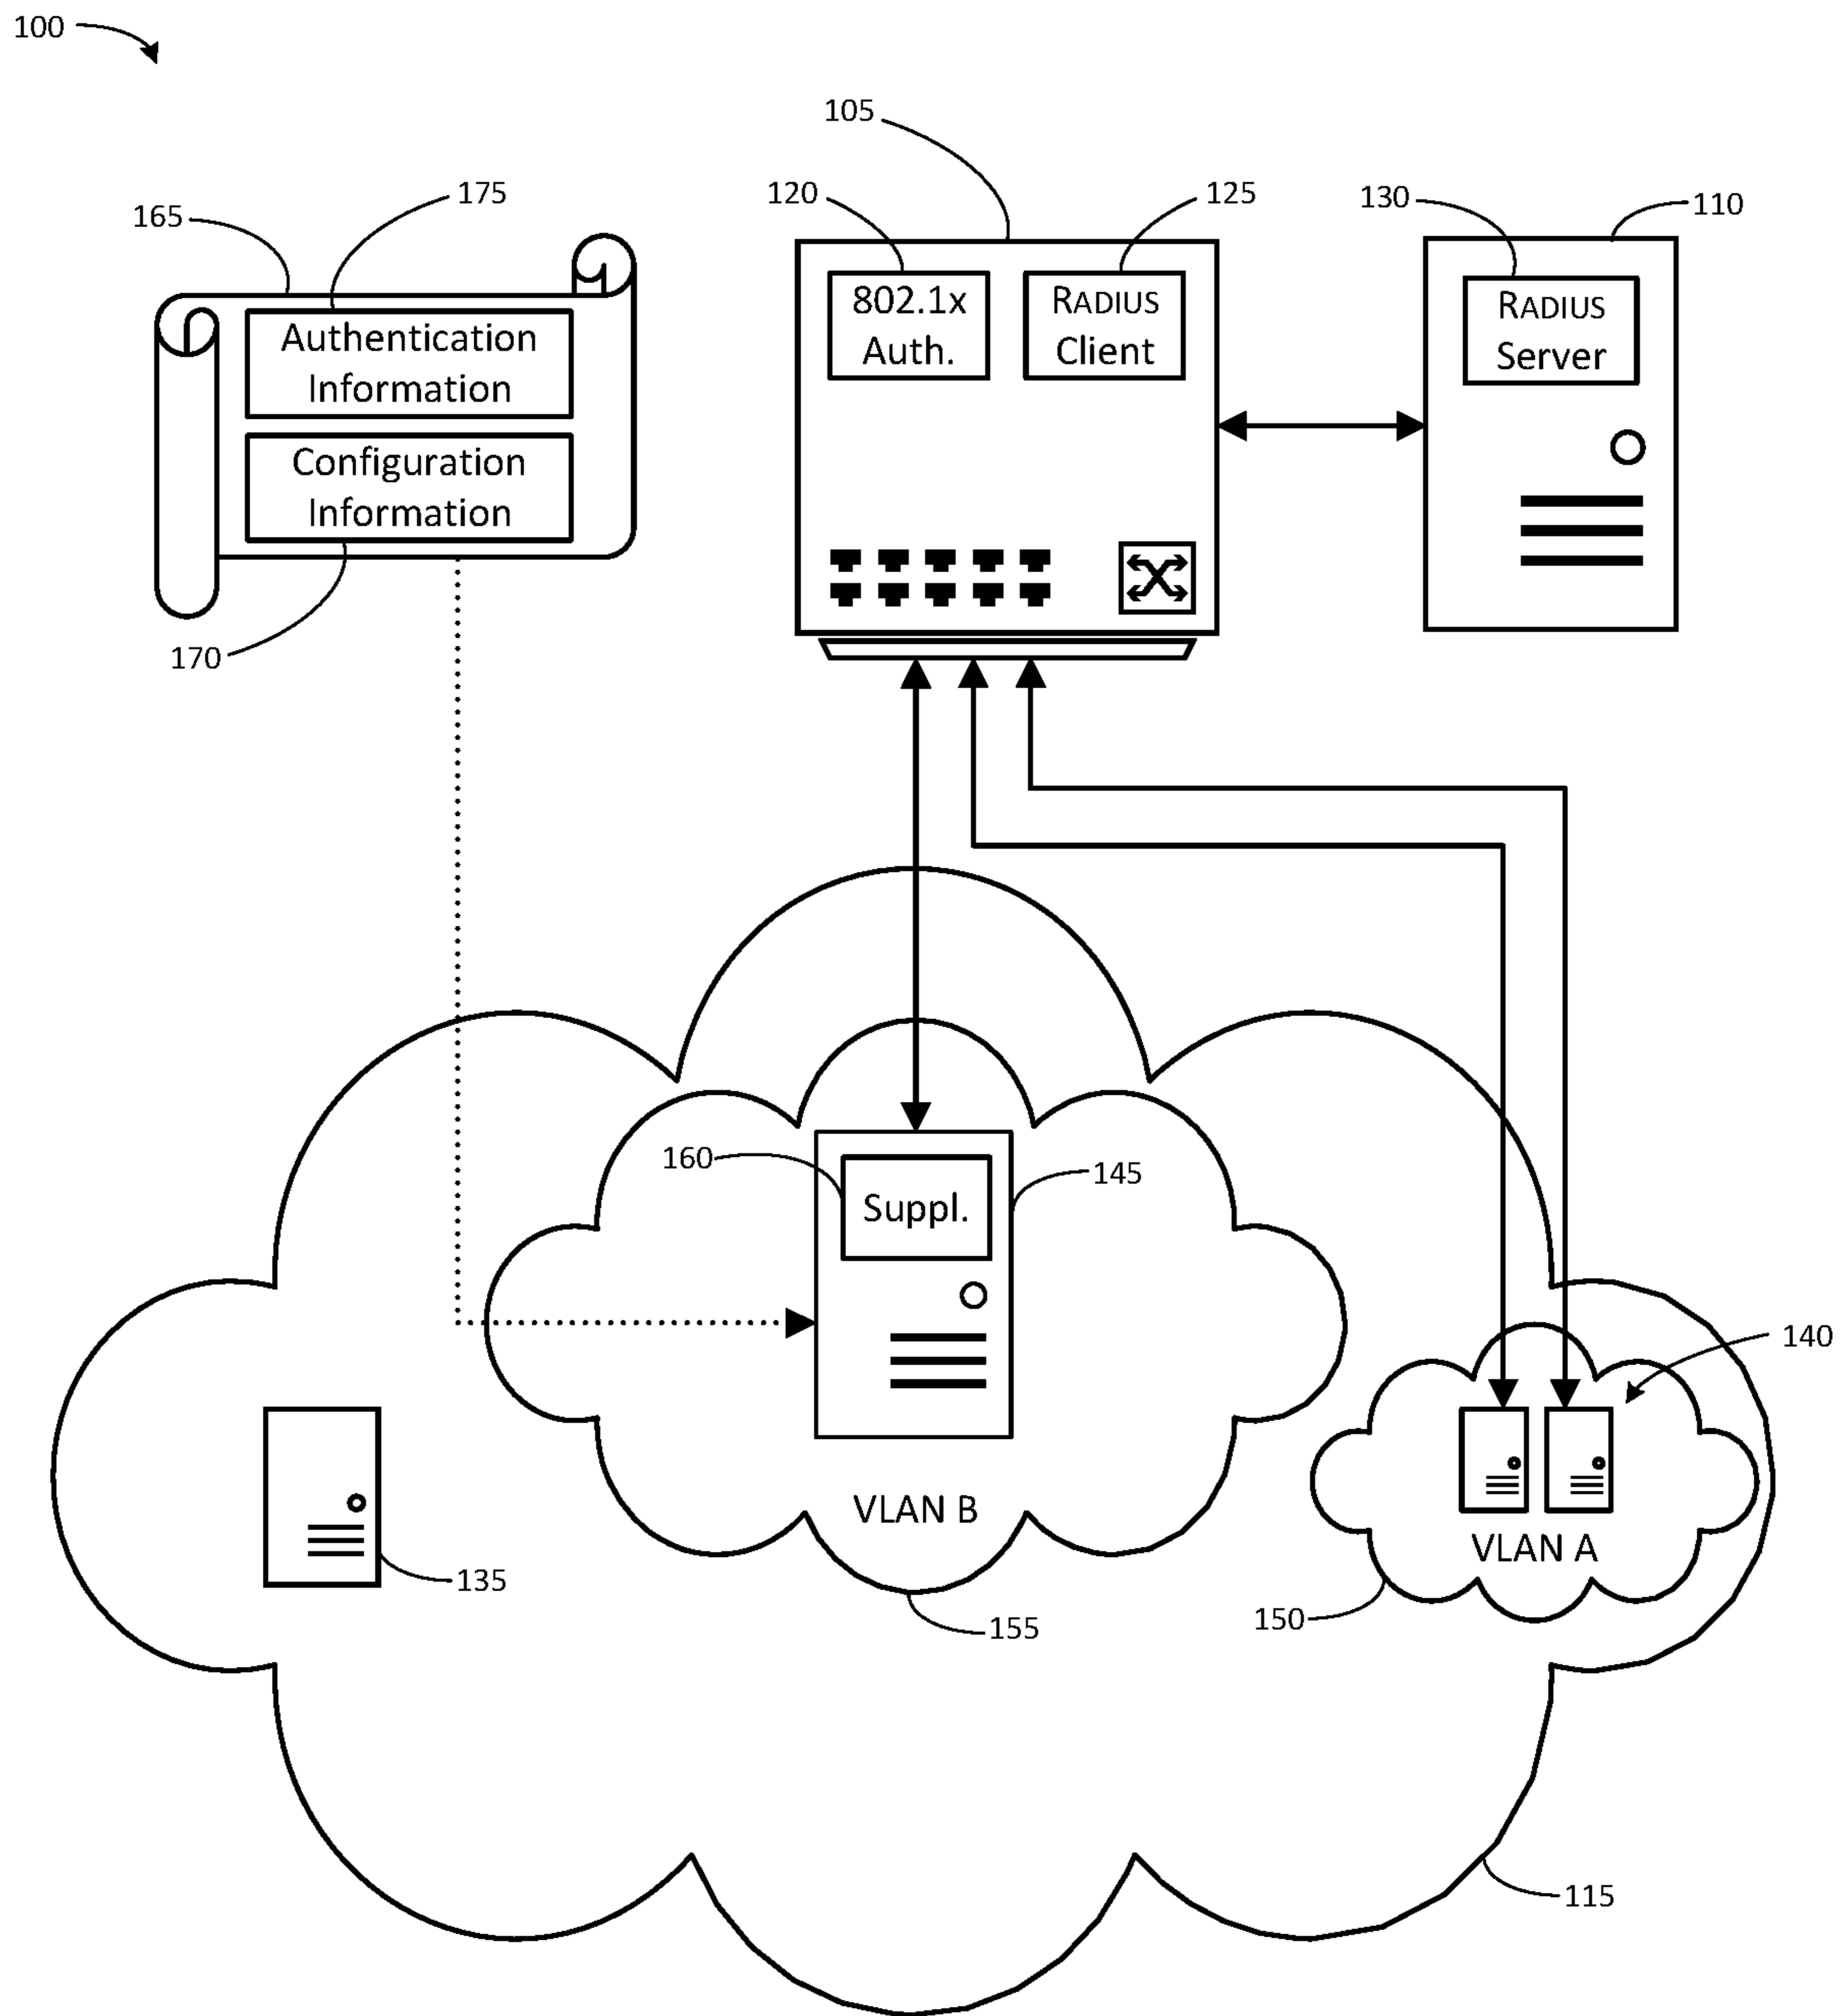 100
105
175
120
125
130
110
165
802.1x
Auth.
RADIUS
Client
RADIUS
Server
Authentication
Information
Configuration
Information
170
160
145
Suppl.
140
VLAN B
VLAN A
135
155
150
115